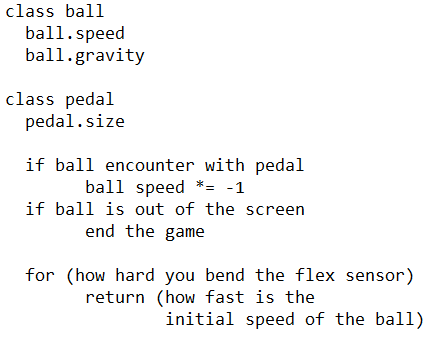 class ball
ball.speed
ball.gravity
class pedal
pedal.size
if ball encounter with pedal
ball speed *= -1
if ball is out of the screen
end the game
for (how hard you bend the flex sensor)
return (how fast is the
initial speed of the ball)